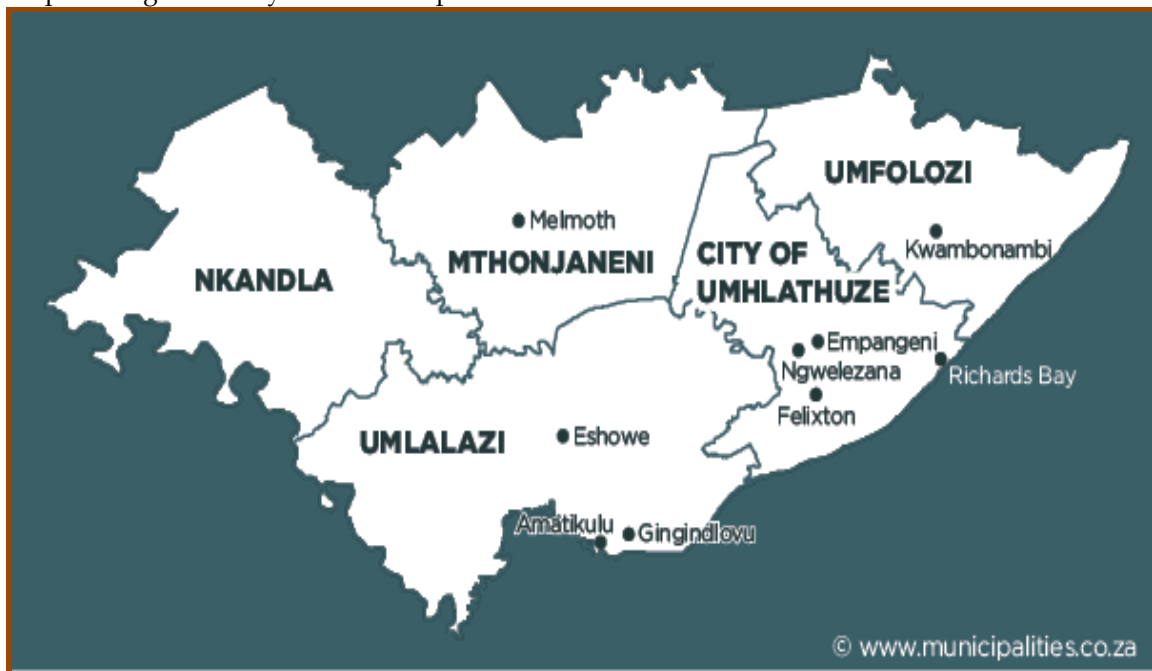 UMFOLOZI
Melmoth
Kwambonambi
MTHONJANENI
CITY OF
UMHLATHUZE
NKANDLA
Empangeni
Ngwelezana
Richards Bay
Felixton
UMLALAZI
Eshowe
Amatikulu
Gingindlovu
© www.municipalities.co.za